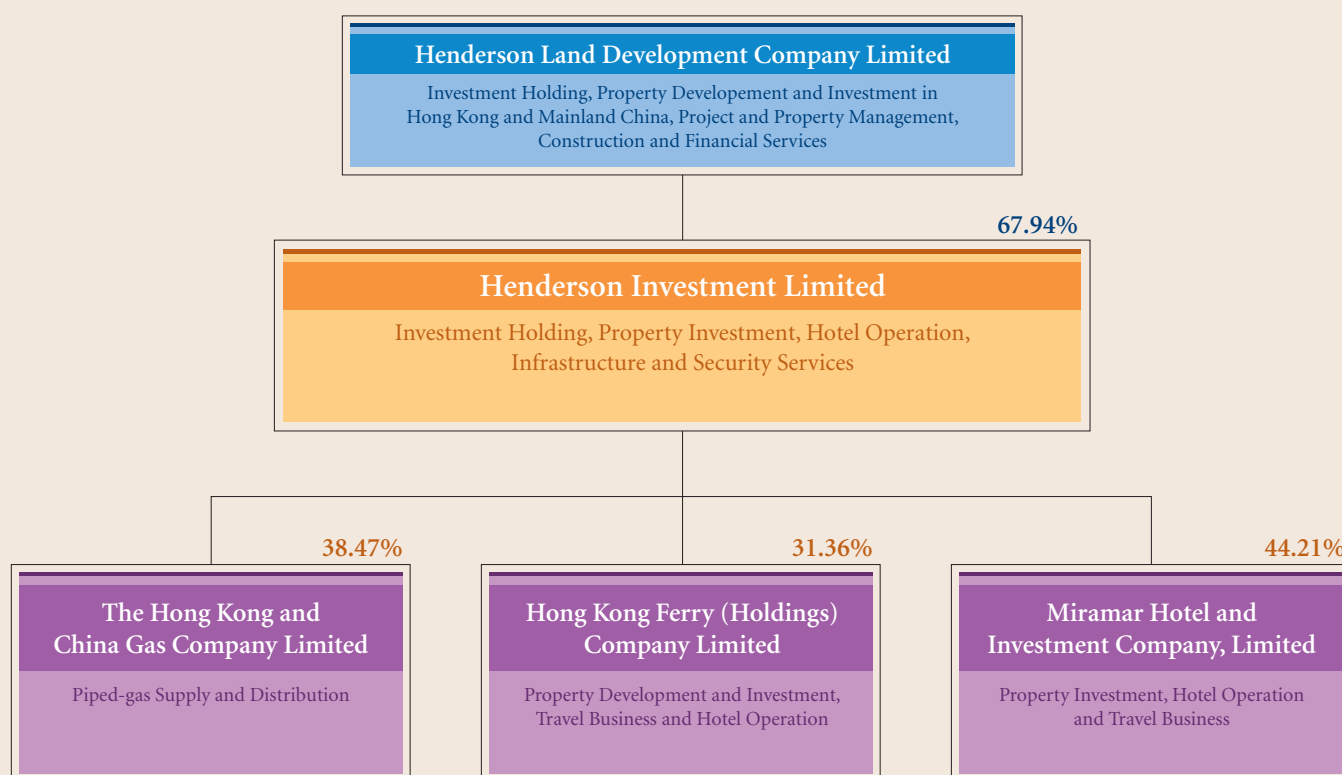 Henderson Land Development Company Limited
Investment Holding, Property Developement and Investment in
Hong Kong and Mainland China, Project and Property Management,
Construction and Financial Services
67.94%
Henderson Investment Limited
Investment Holding, Property Investment, Hotel Operation,
Infrastructure and Security Services
38.47%
The Hong Kong and
China Gas Company Limited
Piped-gas Supply and Distribution
31.36%
Hong Kong Ferry (Holdings)
Company Limited
Property Development and Investment,
Travel Business and Hotel Operation
44.21%
Miramar Hotel and
Investment Company, Limited
Property Investment, Hotel Operation
and Travel Business